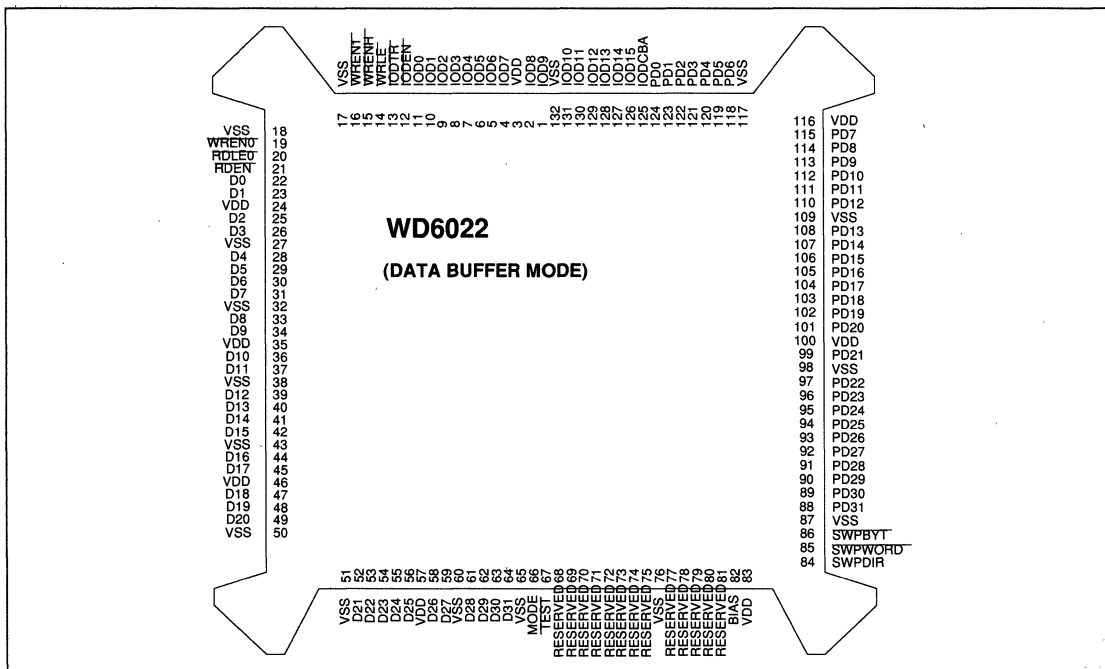 VSS 17
WREN1 16
WRENH 15
WRLE 14
IODTR 13
IODEN 12
IOD0 11
IOD1 10
IOD2 9
IOD3 8
IOD4 7
IOD5 6
IOD6 5
IOD7 4
VDD 3
IOD8 2
IOD9 1
VSS 132
IOD10 131
IOD11 130
IOD12 129
IOD13 128
IOD14 127
IOD15 126
IODCBA 125
PD0 124
PD1 123
PD2 122
PD3 121
PD4 120
PD5 119
PD6 118
VSS 117
VSS 18
WREN0 19
RDLE0 20
RDEN 21
D0 22
D1 23
VDD 24
D2 25
D3 26
VSS 27
D4 28
D5 29
D6 30
D7 31
VSS 32
D8 33
D9 34
VDD 35
D10 36
D11 37
VSS 38
D12 39
D13 40
D14 41
D15 42
VSS 43
D16 44
D17 45
VDD 46
D18 47
D19 48
D20 49
VSS 50
WD6022
(DATA BUFFER MODE)
116 VDD
115 PD7
114 PD8
113 PD9
112 PD10
111 PD11
110 PD12
109 VSS
108 PD13
107 PD14
106 PD15
105 PD16
104 PD17
103 PD18
102 PD19
101 PD20
100 VDD
99 PD21
98 VSS
97 PD22
96 PD23
95 PD24
94 PD25
93 PD26
92 PD27
91 PD28
90 PD29
89 PD30
88 PD31
87 VSS
86 SWPBYT
85 SWPWORD
84 SWPDIR
VSS 51
D21 52
D22 53
D23 54
D24 55
D25 56
VDD 57
D26 58
D27 59
VSS 60
D28 61
D29 62
D30 63
D31 64
VSS 65
MODE 66
TEST 67
RESERVED 68
RESERVED 69
RESERVED 70
RESERVED 71
RESERVED 72
RESERVED 73
RESERVED 74
RESERVED 75
VSS 76
RESERVED 77
RESERVED 78
RESERVED 79
RESERVED 80
RESERVED 81
BIAS 82
VDD 83